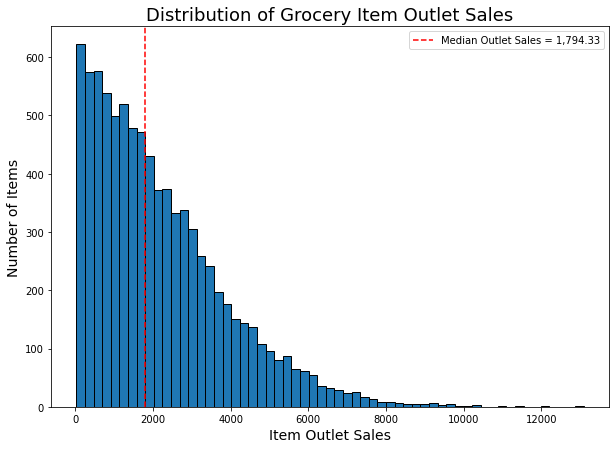 Distribution of Grocery Item Outlet Sales
Median Outlet Sales = 1,794.33
600
500
400
300
200
100
0
Number of Items
0 2000 4000 6000 8000 10000 12000
Item Outlet Sales